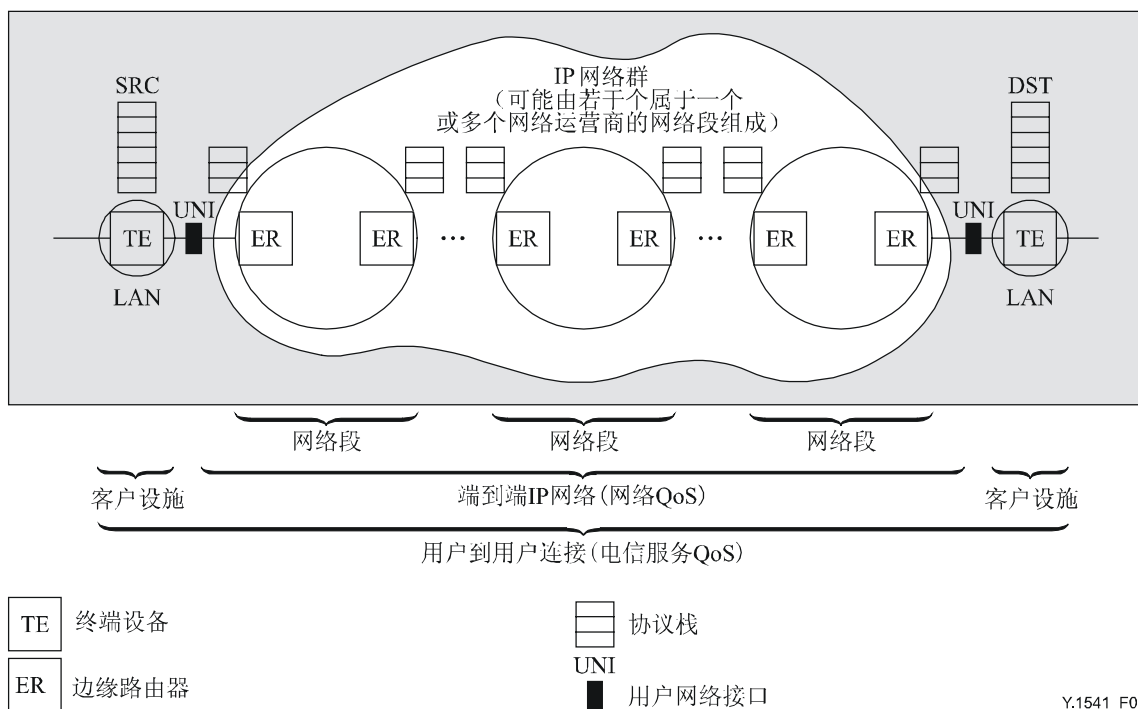 IP 网络群
（可能由若干个属于一个
或多个网络运营商的网络段组成）
SRC
DST
UNI
UNI
TE
ER
ER
...
ER
ER
...
ER
ER
TE
LAN
LAN
网络段
网络段
网络段
客户设施
端到端IP网络(网络QoS)
客户设施
用户到用户连接(电信服务QoS)
TE
终端设备
协议栈
ER
边缘路由器
UNI
用户网络接口
Y.1541_F0